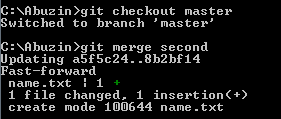 C:\Abuzin>git checkout master
Switched to branch 'master'
C:\Abuzin>git merge second
Updating a5f5c24..8b2bf14
Fast-forward
 name.txt | 1 +
 1 file changed, 1 insertion(+)
 create mode 100644 name.txt